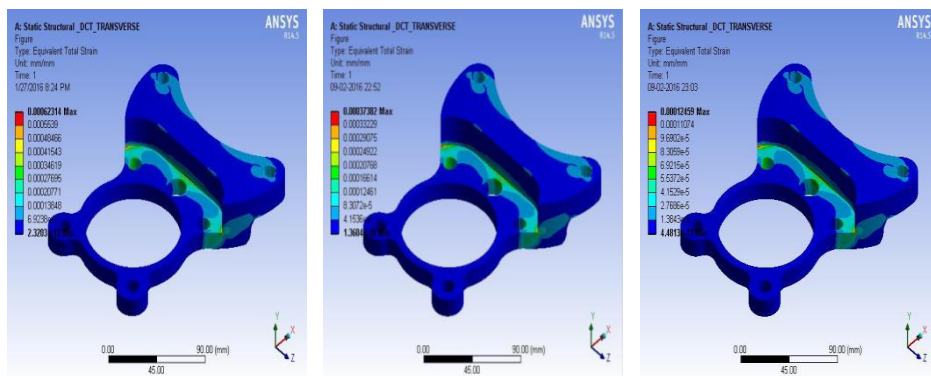 A: Static Structural _DCT_TRANSVERSE
Figure
Type: Equivalent Total Strain
Unit: mm/mm
Time: 1
1/27/2016 8:24 PM
ANSYS
R14.5
0.00062314 Max
0.0005539
0.00048466
0.00041543
0.00034619
0.00027695
0.00020771
0.00013848
0.00
90.00 (mm)
45.00
Y
X
Z
A: Static Structural _DCT_TRANSVERSE
Figure
Type: Equivalent Total Strain
Unit: mm/mm
Time: 1
09-02-2016 22:52
ANSYS
R14.5
0.00037382 Max
0.00033229
0.00029075
0.00024922
0.00020768
0.00016614
0.00012461
8.3072e-5
0.00
90.00 (mm)
45.00
Y
X
Z
A: Static Structural _DCT_TRANSVERSE
Figure
Type: Equivalent Total Strain
Unit: mm/mm
Time: 1
09-02-2016 23:03
ANSYS
R14.5
0.00012459 Max
0.00011074
9.6902e-5
8.3059e-5
6.9215e-5
5.5372e-5
4.1529e-5
2.7686e-5
0.00
90.00 (mm)
45.00
Y
X
Z